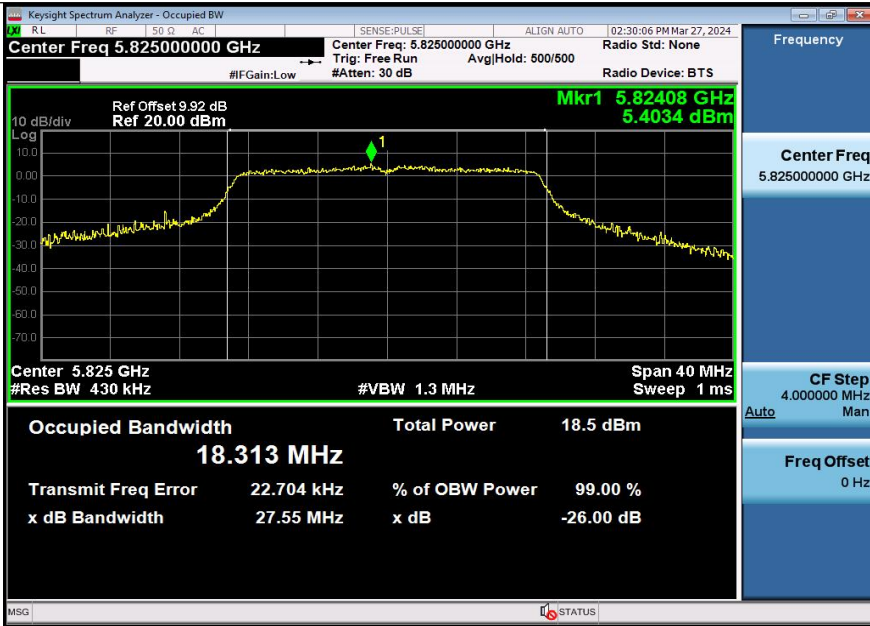 Keysight Spectrum Analyzer - Occupied BW
LXI RL RF 50 Ω AC SENSE:PULSE ALIGN AUTO 02:30:06 PM Mar 27, 2024
Center Freq 5.825000000 GHz
Center Freq: 5.825000000 GHz
Radio Std: None
Trig: Free Run Avg|Hold: 500/500
#IFGain:Low
#Atten: 30 dB
Radio Device: BTS
Frequency
Ref Offset 9.92 dB
Mkr1 5.82408 GHz
10 dB/div Ref 20.00 dBm
5.4034 dBm
Log
1
10.0
0.00
-10.0
-20.0
-30.0
-40.0
-50.0
-60.0
-70.0
Center 5.825 GHz
Span 40 MHz
#Res BW 430 kHz
#VBW 1.3 MHz
Sweep 1 ms
Center Freq
5.825000000 GHz
CF Step
4.000000 MHz
Auto Man
Freq Offset
0 Hz
Occupied Bandwidth
Total Power 18.5 dBm
18.313 MHz
Transmit Freq Error 22.704 kHz
% of OBW Power 99.00 %
x dB Bandwidth 27.55 MHz
x dB -26.00 dB
MSG
STATUS